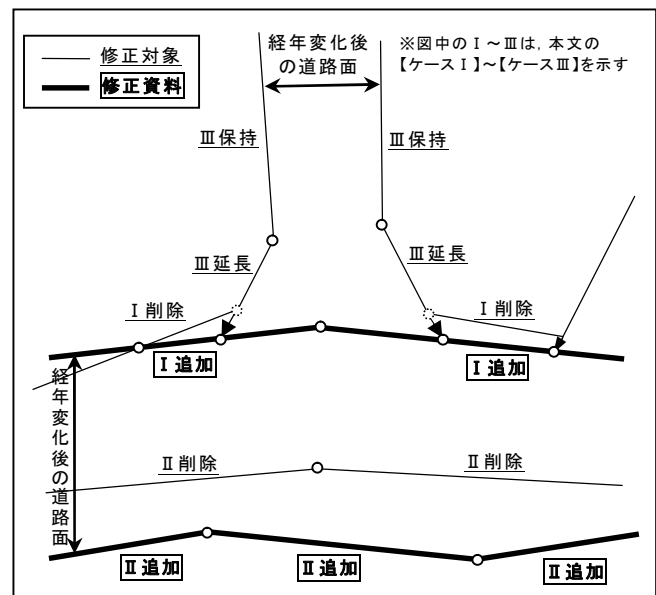 修正対象
修正資料
経年変化後
の道路面
※図中のⅠ～Ⅲは，本文の
【ケースⅠ】～【ケースⅢ】を示す
Ⅲ保持
Ⅲ保持
Ⅲ延長
Ⅲ延長
Ⅰ削除
Ⅰ削除
Ⅰ追加
Ⅰ追加
経年変化後の道路面
Ⅱ削除
Ⅱ削除
Ⅱ追加
Ⅱ追加
Ⅱ追加